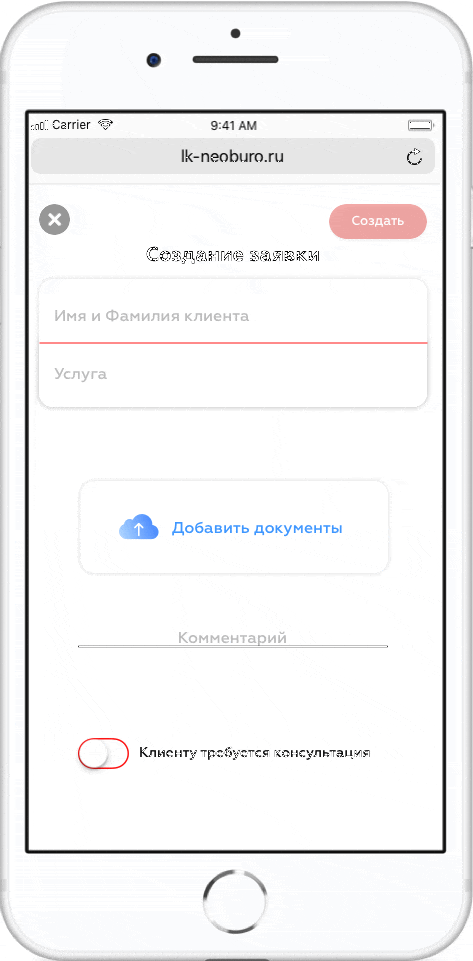 Carrier
9:41 AM
lk-neoburo.ru
Создать
Создание заявки
Имя и Фамилия клиента
Услуга
Добавить документы
Комментарий
Клиенту требуется консультация